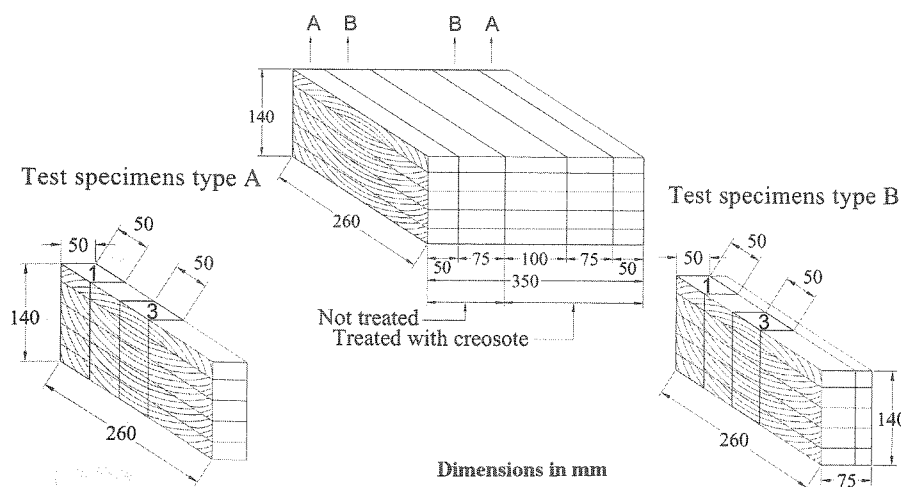 A B B A
140
Test specimens type A
260
50 75 100 75 50
350
Not treated
Treated with creosote
50 50 50
1
3
140
260
Test specimens type B
50 50 50
1
3
140
260
75
Dimensions in mm